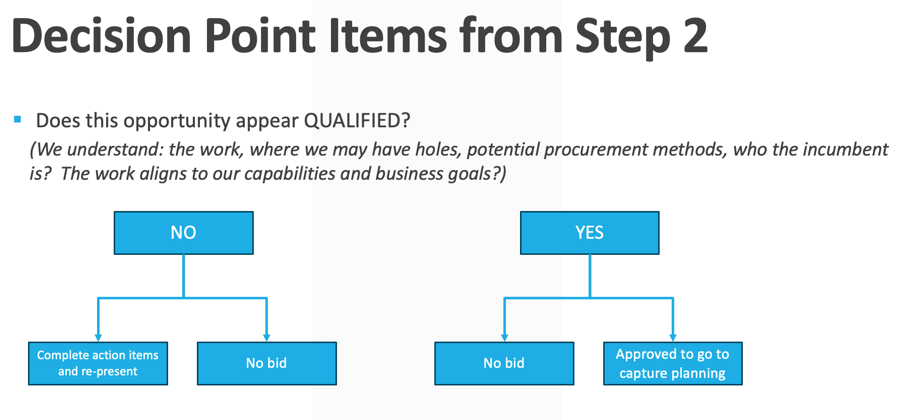 Decision Point Items from Step 2
Does this opportunity appear QUALIFIED?
(We understand: the work, where we may have holes, potential procurement methods, who the incumbent
is?  The work aligns to our capabilities and business goals?)
NO
YES
Complete action items
and re-present
No bid
No bid
Approved to go to
capture planning